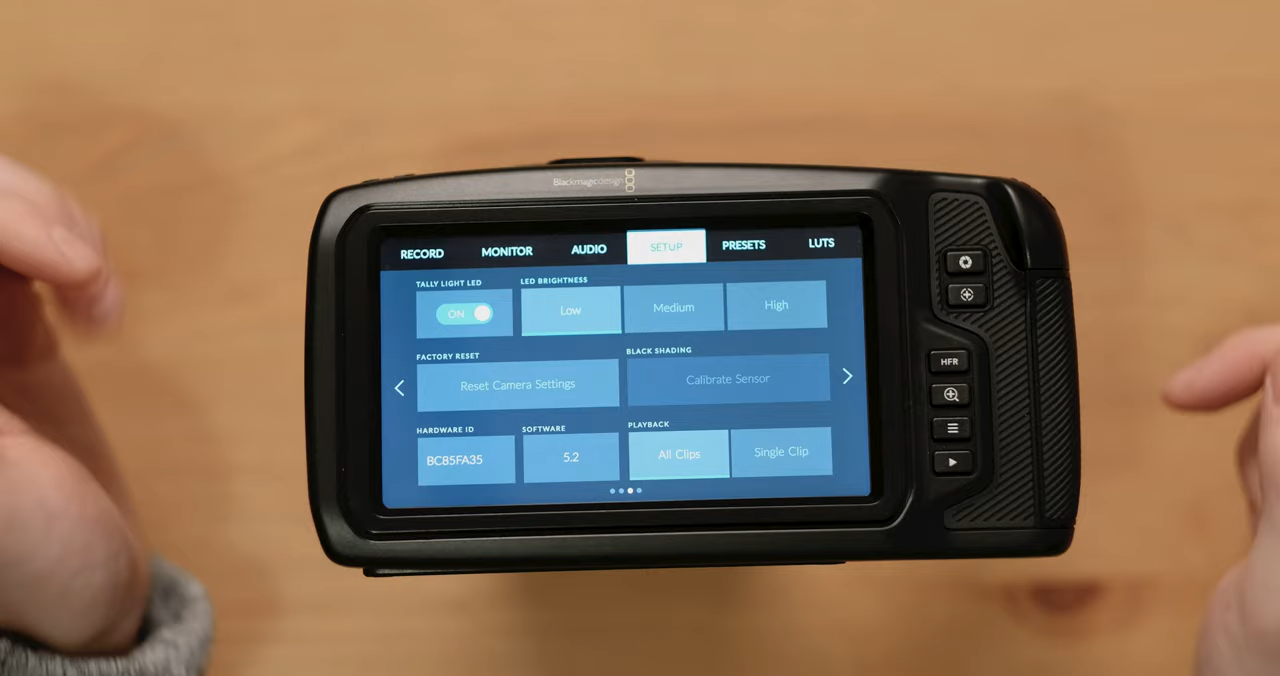 Blackmagicdesign
RECORD MONITOR AUDIO SETUP PRESETS LUTS
TALLY LIGHT LED LED BRIGHTNESS
ON Low Medium High
FACTORY RESET BLACK SHADING
Reset Camera Settings Calibrate Sensor
HARDWARE ID SOFTWARE PLAYBACK
BC85FA35 5.2 All Clips Single Clip
HFR